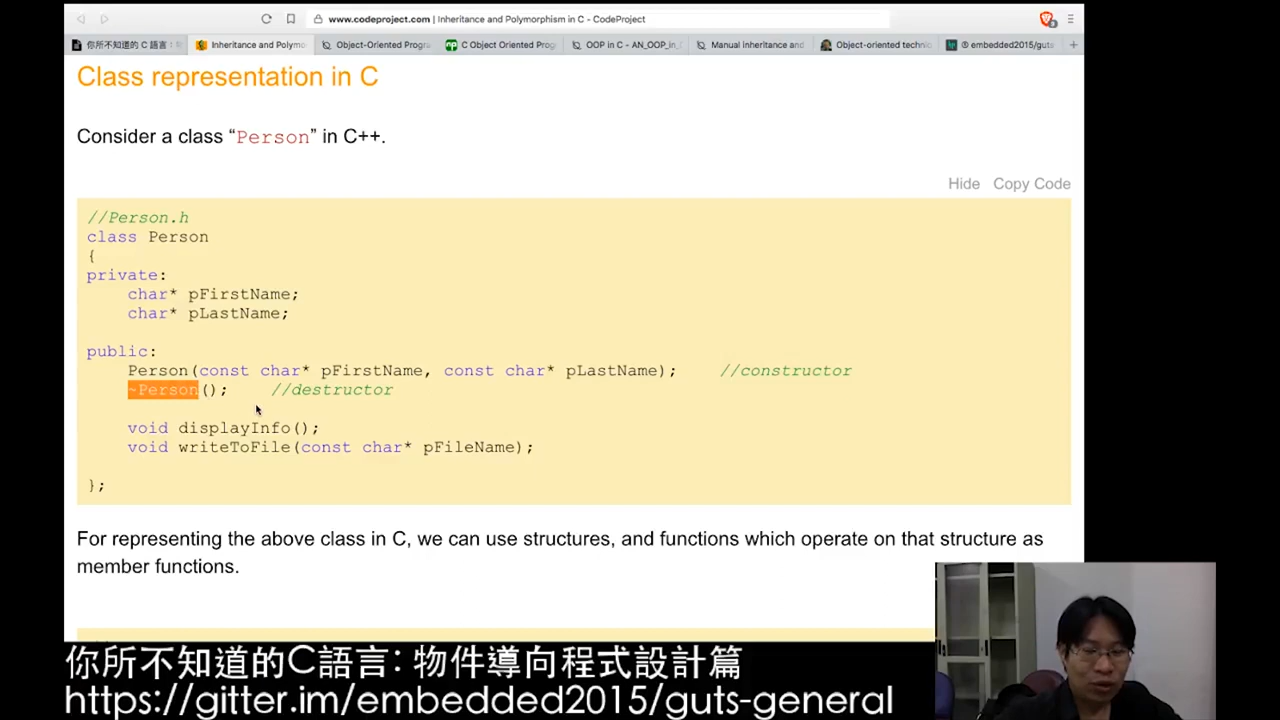 www.codeproject.com | Inheritance and Polymorphism in C - CodeProject
你所不知道的 C 語言：
Inheritance and Polymo
Object-Oriented Progra
C Object Oriented Prog
OOP in C - AN_OOP_in_
Manual inheritance and
Object-oriented techni
embedded2015/guts
Class representation in C
Consider a class “Person” in C++.
Hide Copy Code
//Person.h
class Person
{
private:
char* pFirstName;
char* pLastName;
public:
Person(const char* pFirstName, const char* pLastName); //constructor
~Person(); //destructor
void displayInfo();
void writeToFile(const char* pFileName);
};
For representing the above class in C, we can use structures, and functions which operate on that structure as
member functions.
你所不知道的C語言: 物件導向程式設計篇
https://gitter.im/embedded2015/guts-general